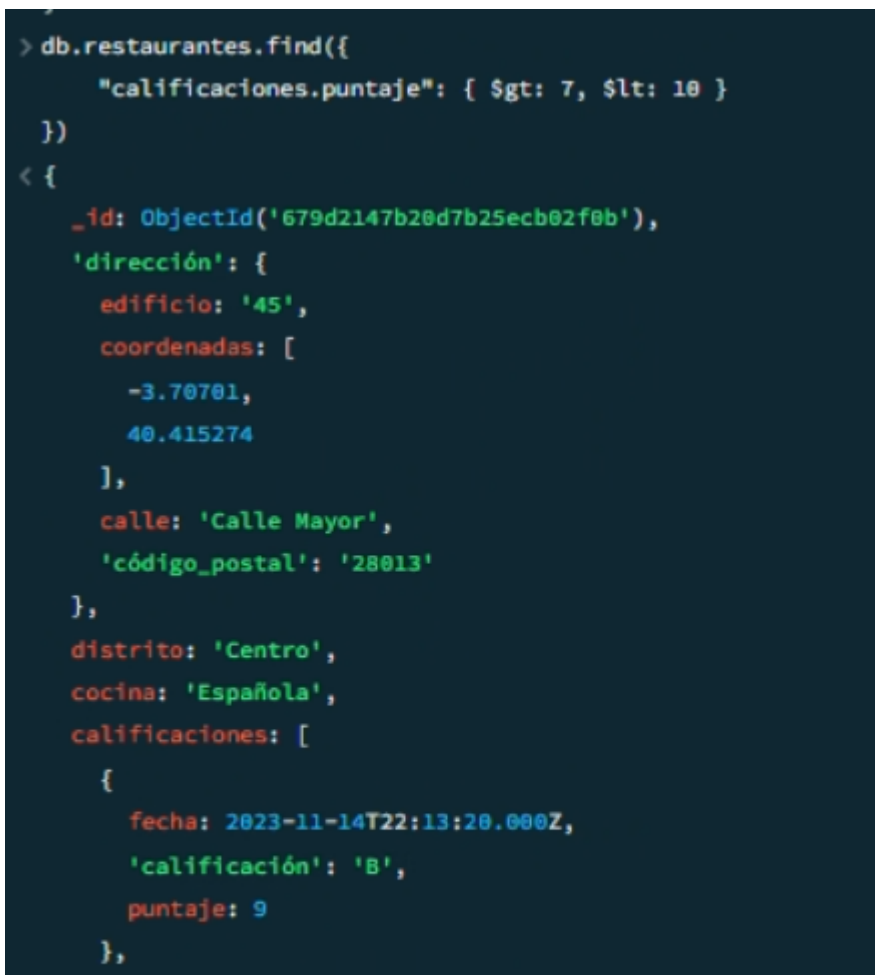 > db.restaurantes.find({
"calificaciones.puntaje": { $gt: 7, $lt: 10 }
})
< {
_id: ObjectId('679d2147b20d7b25ecb02f0b'),
'dirección': {
edificio: '45',
coordenadas: [
-3.70701,
40.415274
],
calle: 'Calle Mayor',
'código_postal': '28013'
},
distrito: 'Centro',
cocina: 'Española',
calificaciones: [
{
fecha: 2023-11-14T22:13:20.000Z,
'calificación': 'B',
puntaje: 9
},